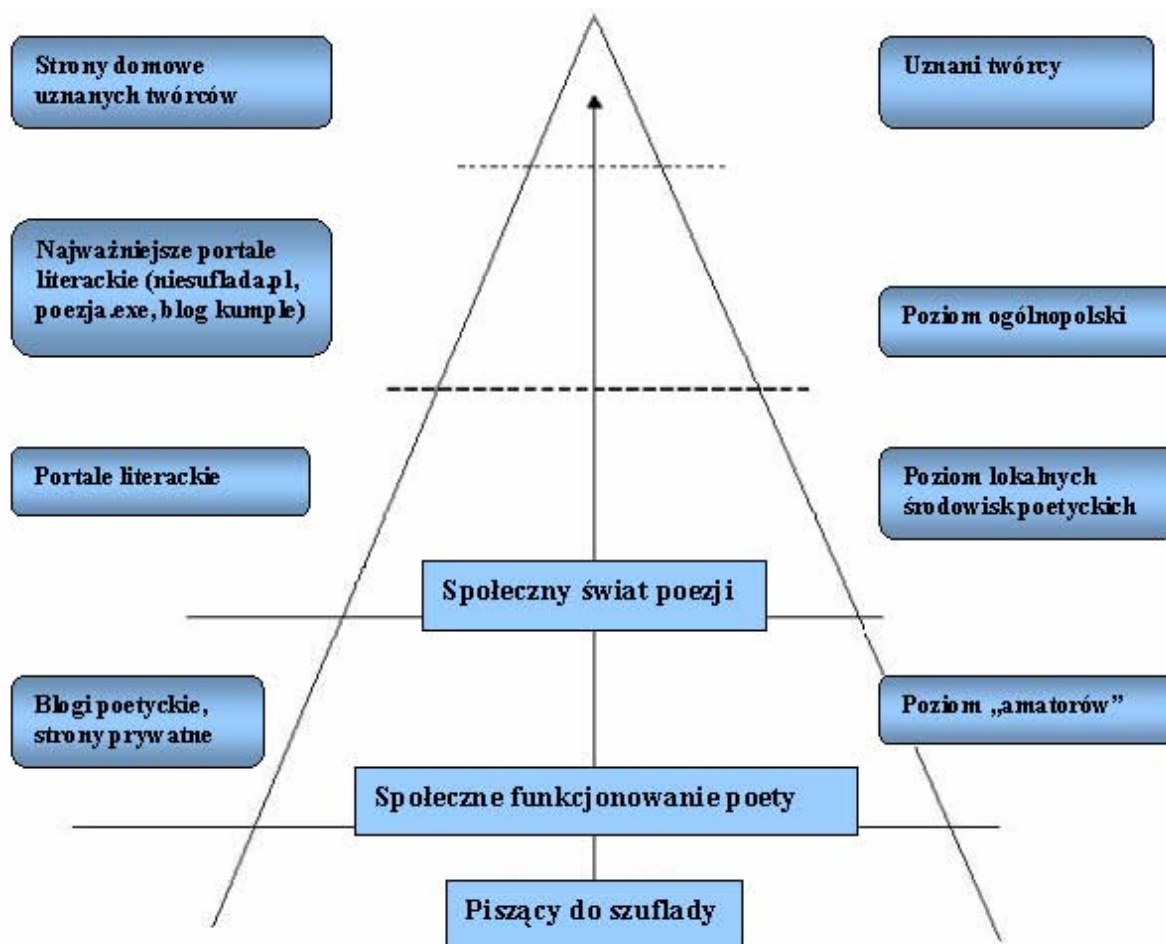 Strony domowe
uznanych twórców
Uznani twórcy
Najważniejsze portale
literackie (niesuflada.pl,
poezja.exe, blog kumple)
Poziom ogólnopolski
Portale literackie
Poziom lokalnych
środowisk poetyckich
Społeczny świat poezji
Blogi poetyckie,
strony prywatne
Poziom „amatorów”
Społeczne funkcjonowanie poety
Piszący do szuflady